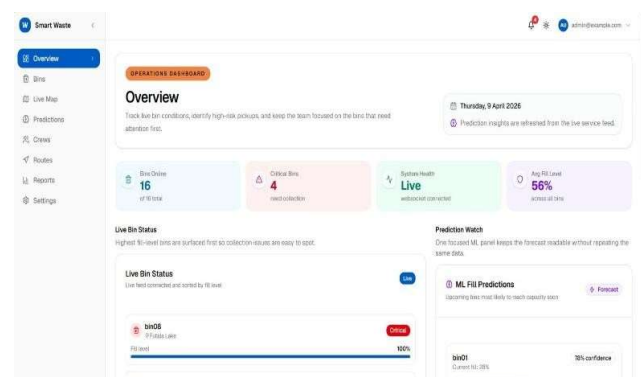 W Smart Waste
4
AU admin@example.com
Overview
Bins
Live Map
Predictions
Crews
Routes
Reports
Settings
OPERATIONS DASHBOARD
Overview
Track live bin conditions, identify high-risk pickups, and keep the team focused on the bins that need
attention first.
Thursday, 9 April 2026
Prediction insights are refreshed from the live service feed.
Bins Online
16
of 16 total
Critical Bins
4
need collection
System Health
Live
websocket connected
Avg Fill Level
56%
across all bins
Live Bin Status
Highest fill-level bins are surfaced first so collection issues are easy to spot.
Live Bin Status
Live feed connected and sorted by fill level
Live
bin08
Critical
Fill level
100%
Prediction Watch
One focused ML panel keeps the forecast readable without repeating the
same data.
ML Fill Predictions
Upcoming bins most likely to reach capacity soon
Forecast
bin01
78% confidence
Current fill: 38%